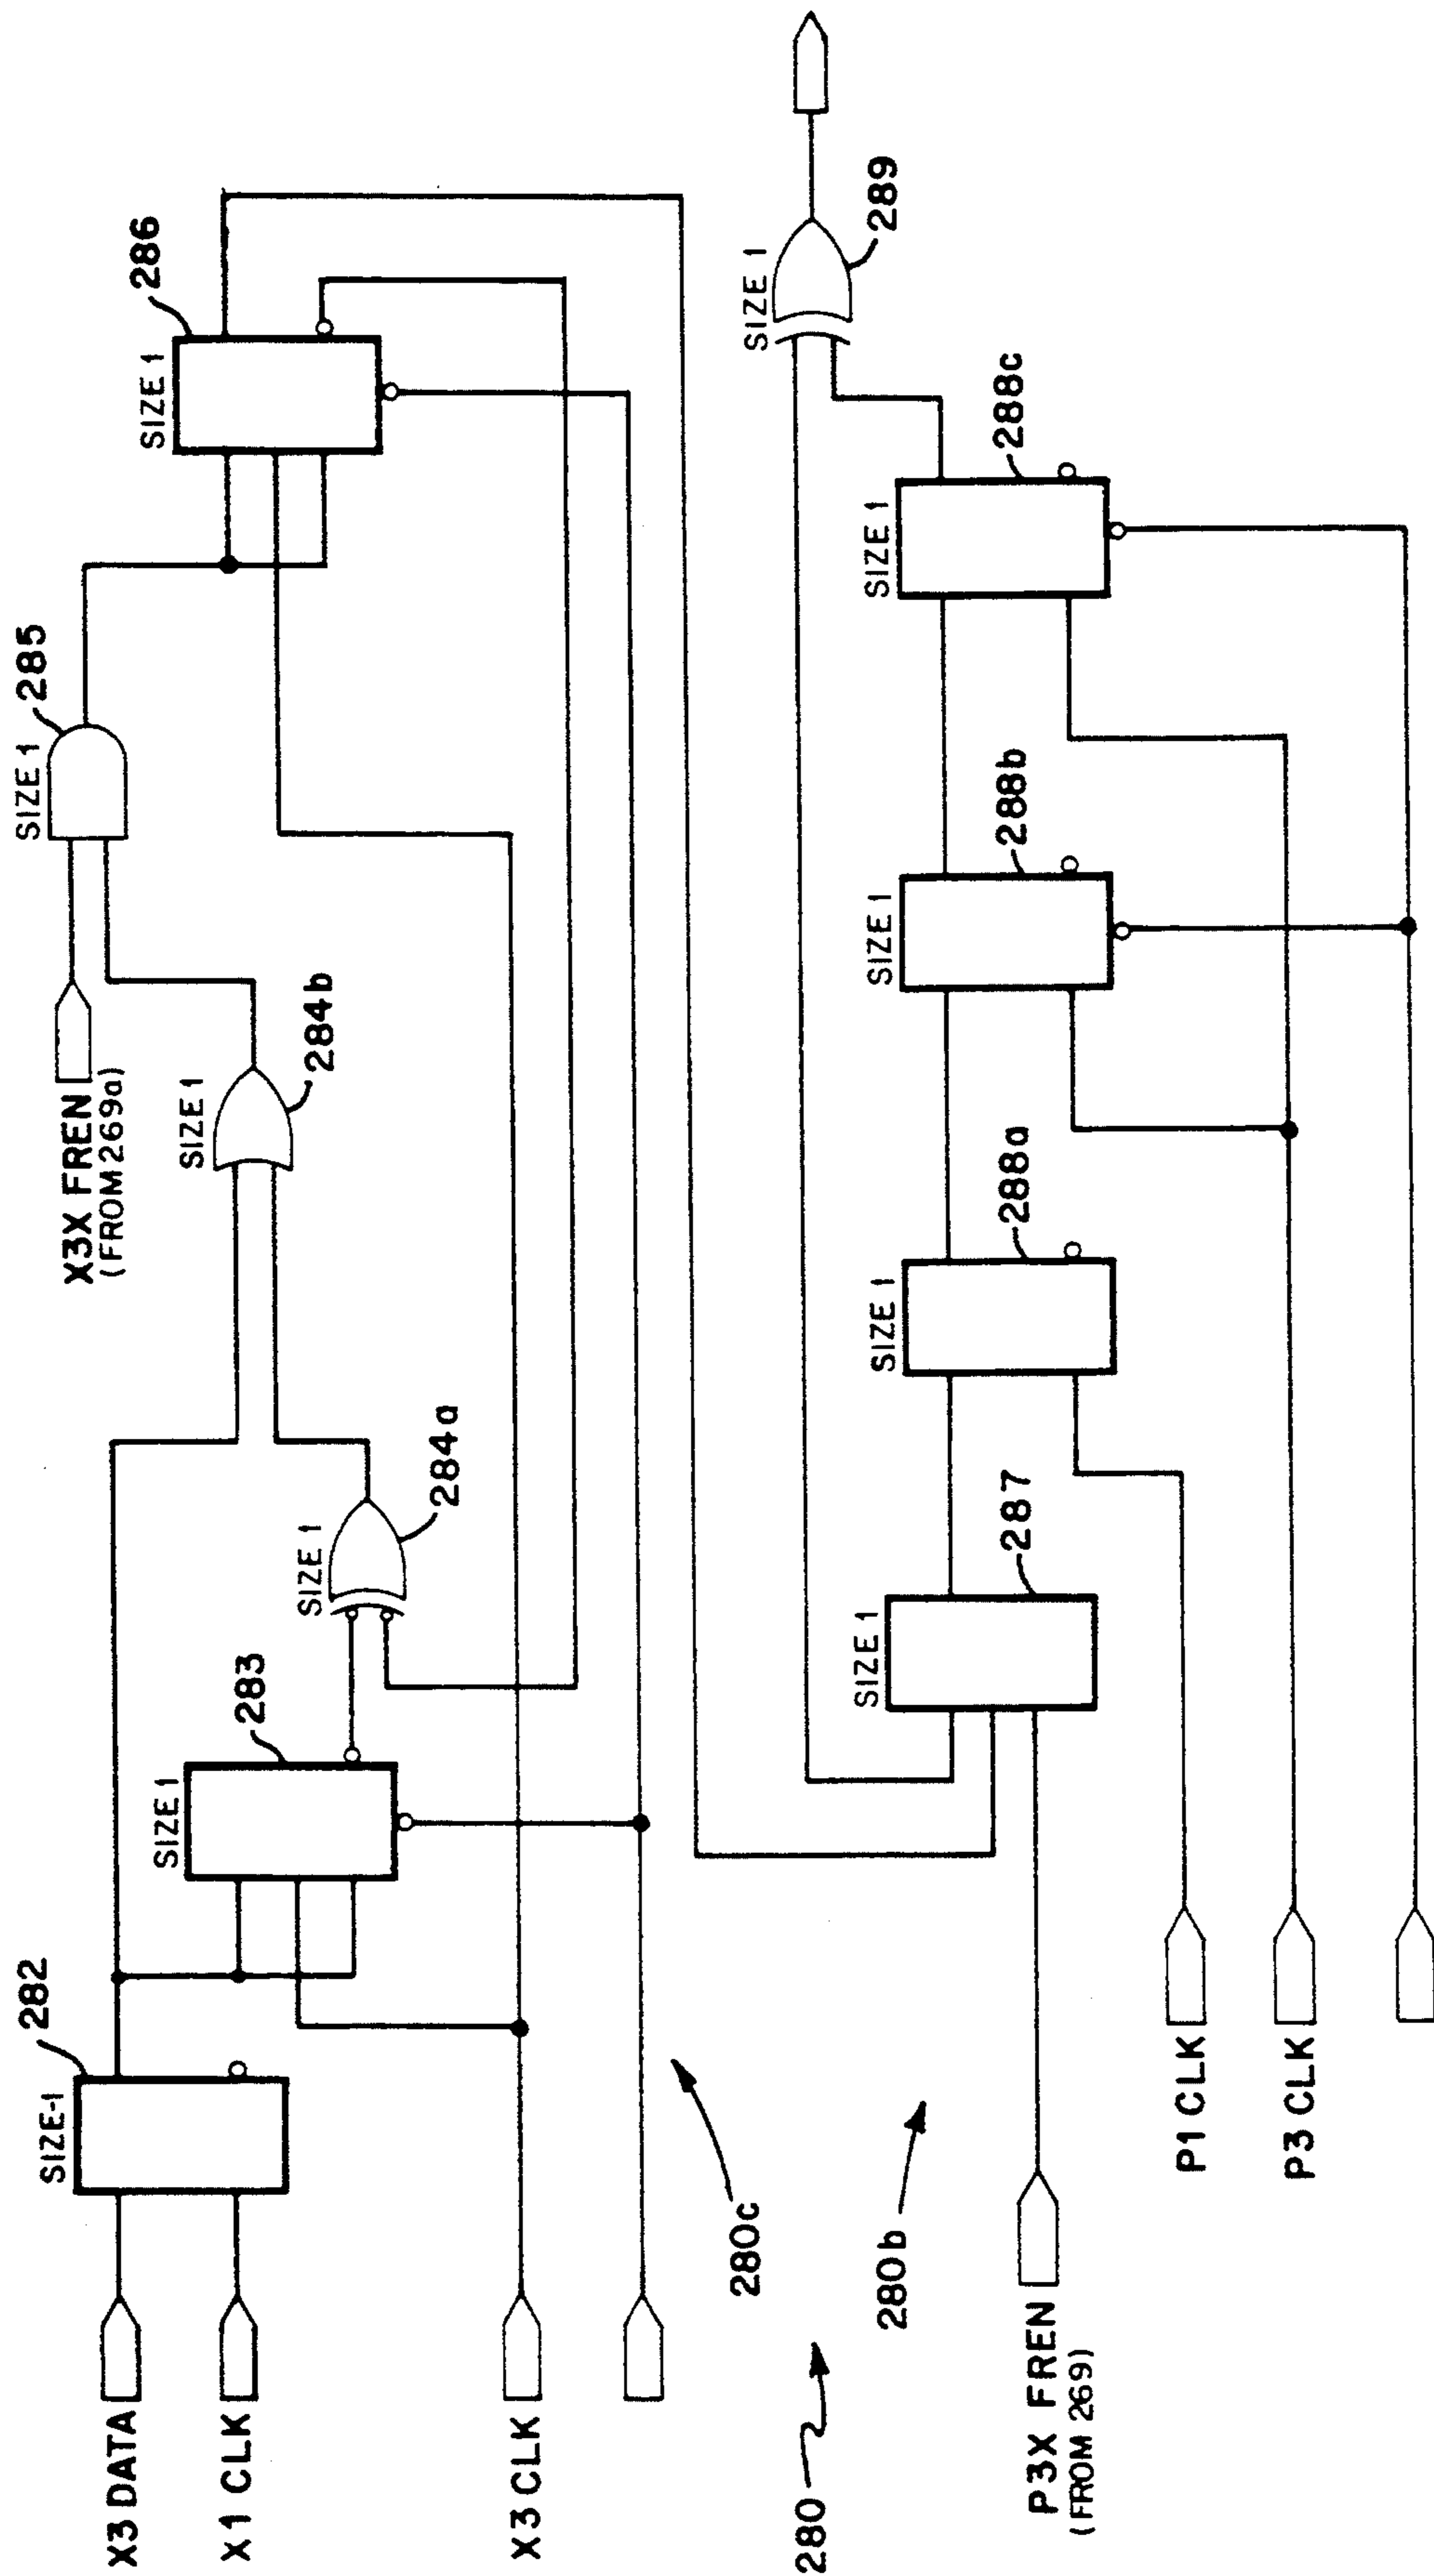 X3 DATA
X1 CLK
X3 CLK
SIZE-1
282
SIZE 1
283
SIZE 1
284a
SIZE 1
284b
X3X FREN
(FROM 269a)
SIZE 1
285
SIZE 1
286
280c
280b
280
P3X FREN
(FROM 269)
P1 CLK
P3 CLK
SIZE 1
287
SIZE 1
288a
SIZE 1
288b
SIZE 1
288c
SIZE 1
289